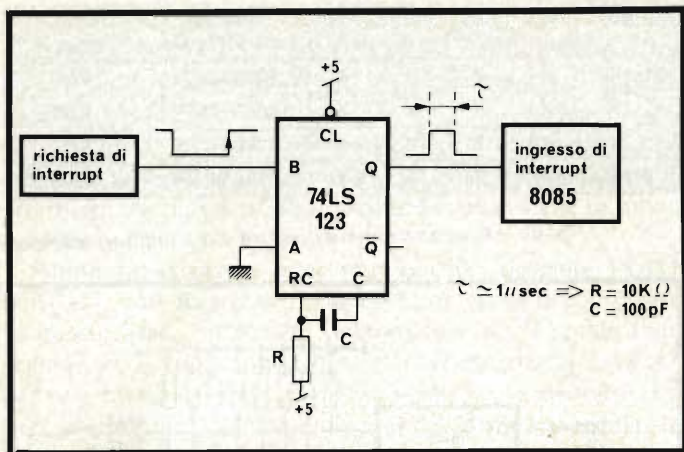 +5
τ
richiesta di
interrupt
CL
B
Q
74LS
123
A
Q̅
RC
C
ingresso di
interrupt
8085
τ ≃ 1μsec => R = 10KΩ
C = 100pF
C
R
+5